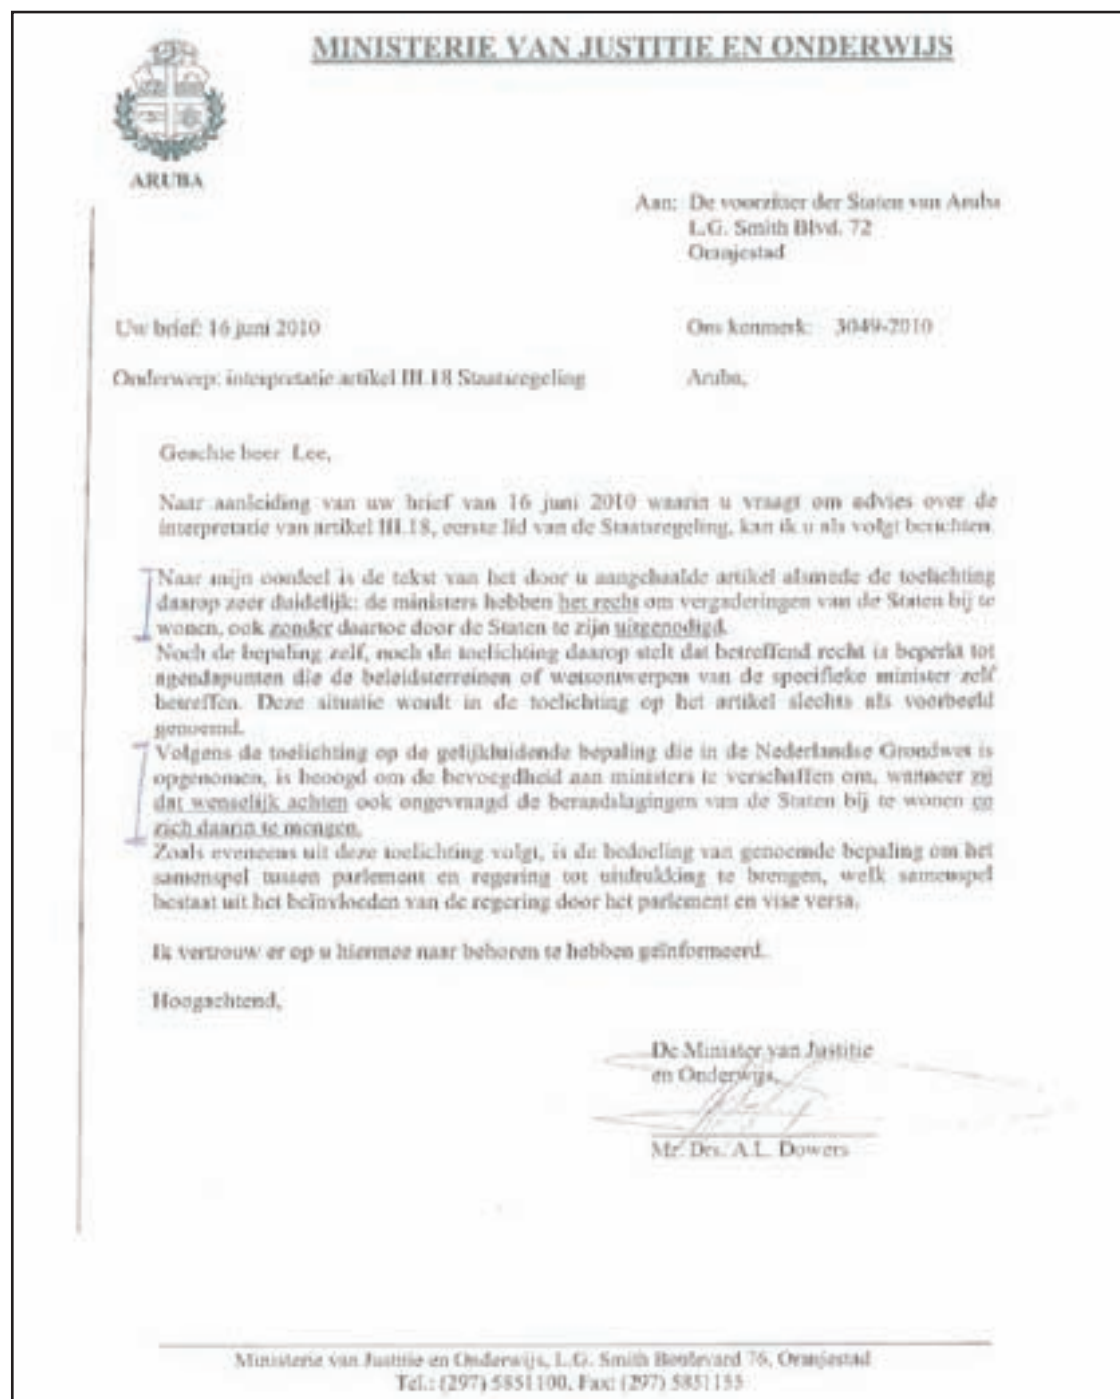 MINISTERIE VAN JUSTITIE EN ONDERWIJS
ARUBA
Aan: De voorzitter der Staten van Aruba
L.G. Smith Blvd. 72
Oranjestad
Uw brief: 16 juni 2010
Ons kenmerk: 3049-2010
Onderwerp: interpretatie artikel III.18 Staatsregeling
Aruba,
Geachte heer Lee,
Naar aanleiding van uw brief van 16 juni 2010 waarin u vraagt om advies over de
interpretatie van artikel III.18, eerste lid van de Staatsregeling, kan ik u als volgt berichten.
Naar mijn oordeel is de tekst van het door u aangehaalde artikel alsmede de toelichting
daarop zeer duidelijk: de ministers hebben het recht om vergaderingen van de Staten bij te
wonen, ook zonder daartoe door de Staten te zijn uitgenodigd.
Noch de bepaling zelf, noch de toelichting daarop stelt dat betreffend recht is beperkt tot
agendapunten die de beleidsterreinen of wetsontwerpen van de specifieke minister zelf
betreffen. Deze situatie wordt in de toelichting op het artikel slechts als voorbeeld
genoemd.
Volgens de toelichting op de gelijkluidende bepaling die in de Nederlandse Grondwet is
opgenomen, is beoogd om de bevoegdheid aan ministers te verschaffen om, wanneer zij
dat wenselijk achten ook ongevraagd de beraadslagingen van de Staten bij te wonen en
zich daarin te mengen.
Zoals eveneens uit deze toelichting volgt, is de bedoeling van genoemde bepaling om het
samenspel tussen parlement en regering tot uitdrukking te brengen, welk samenspel
bestaat uit het beïnvloeden van de regering door het parlement en vise versa.
Ik vertrouw er op u hiermee naar behoren te hebben geïnformeerd.
Hoogachtend,
De Minister van Justitie
en Onderwijs,
Mr. Drs. A.L. Dowers
Ministerie van Justitie en Onderwijs, L.G. Smith Boulevard 76, Oranjestad
Tel.: (297) 5851100, Fax: (297) 5851155